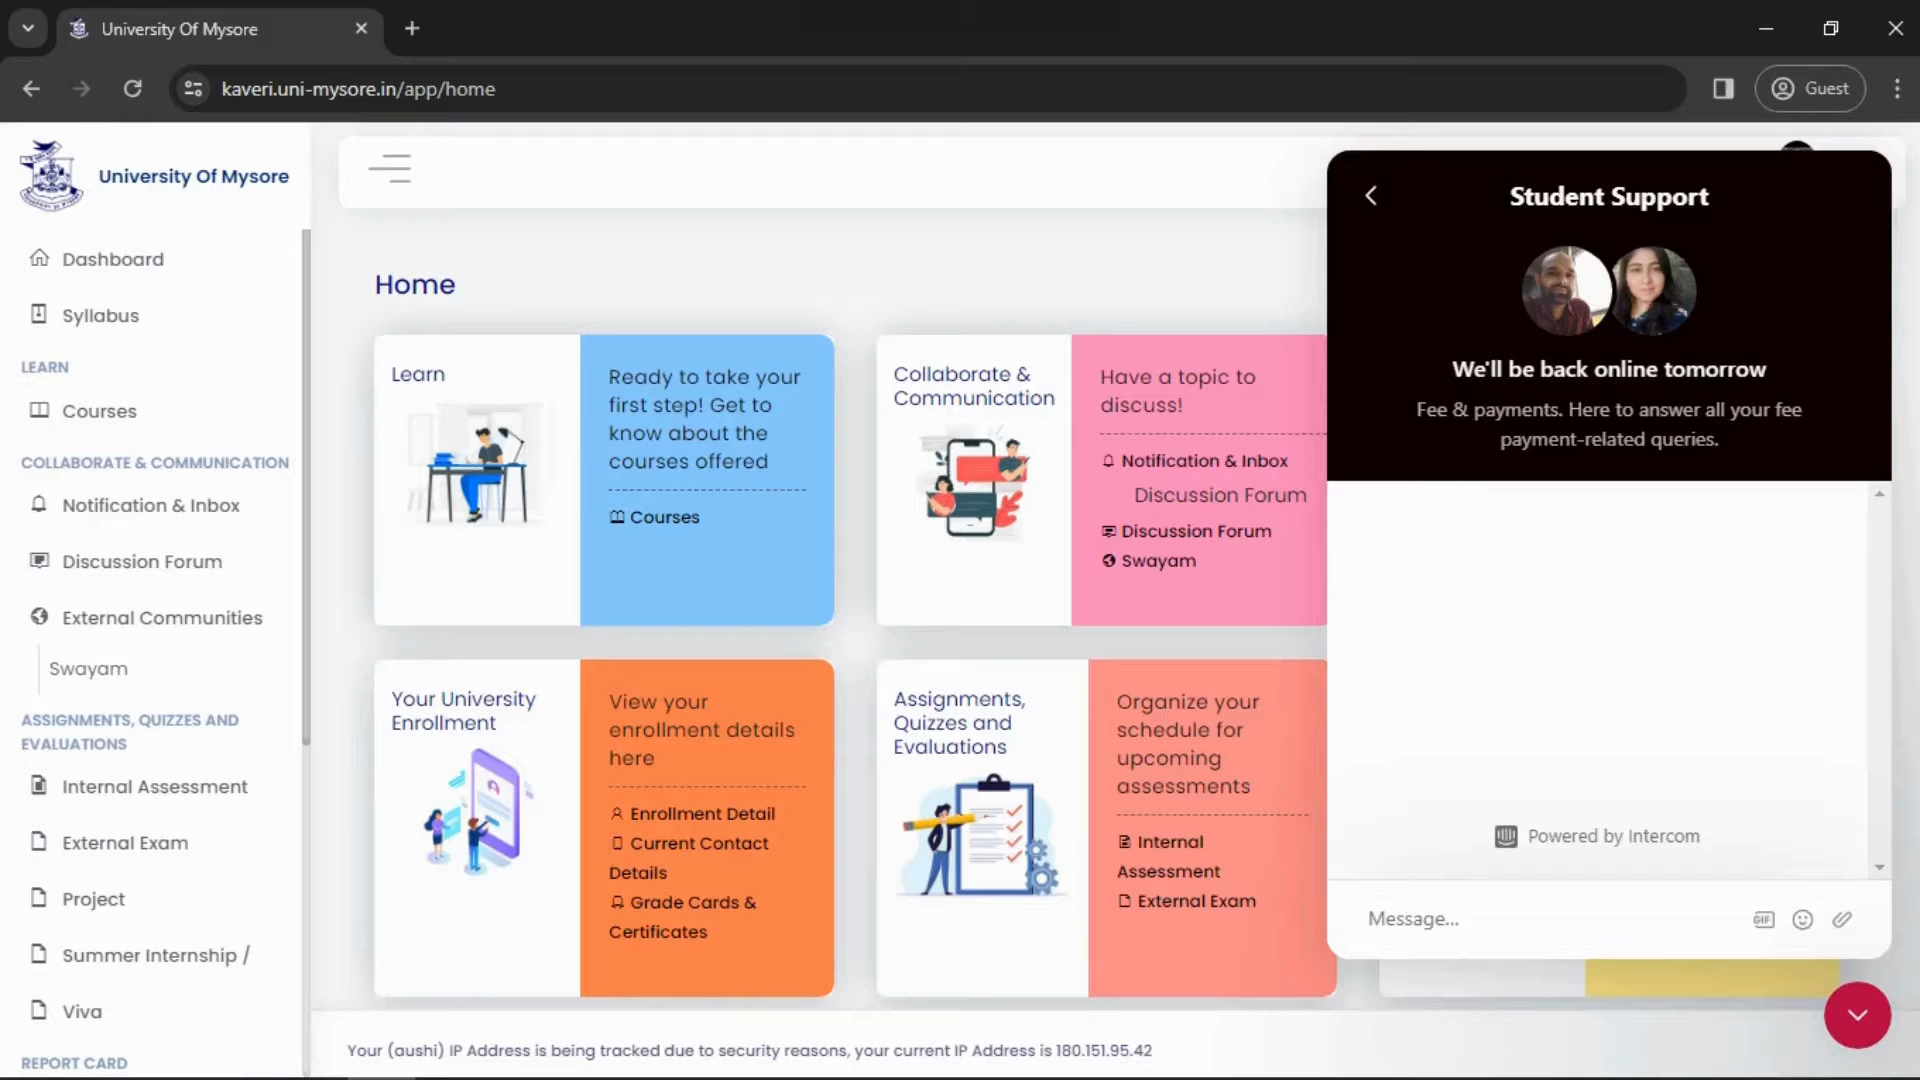 University Of Mysore
kaveri.uni-mysore.in/app/home
Guest
University Of Mysore
Dashboard
Syllabus
LEARN
Courses
COLLABORATE & COMMUNICATION
Notification & Inbox
Discussion Forum
External Communities
Swayam
ASSIGNMENTS, QUIZZES AND
EVALUATIONS
Internal Assessment
External Exam
Project
Summer Internship /
Viva
REPORT CARD
Home
Learn
Ready to take your
first step! Get to
know about the
courses offered
Courses
Collaborate &
Communication
Have a topic to
discuss!
Notification & Inbox
Discussion Forum
Discussion Forum
Swayam
Your University
Enrollment
View your
enrollment details
here
Enrollment Detail
Current Contact
Details
Grade Cards &
Certificates
Assignments,
Quizzes and
Evaluations
Organize your
schedule for
upcoming
assessments
Internal
Assessment
External Exam
Student Support
We'll be back online tomorrow
Fee & payments. Here to answer all your fee
payment-related queries.
Powered by Intercom
Message...
GIF
Your (aushi) IP Address is being tracked due to security reasons, your current IP Address is 180.151.95.42